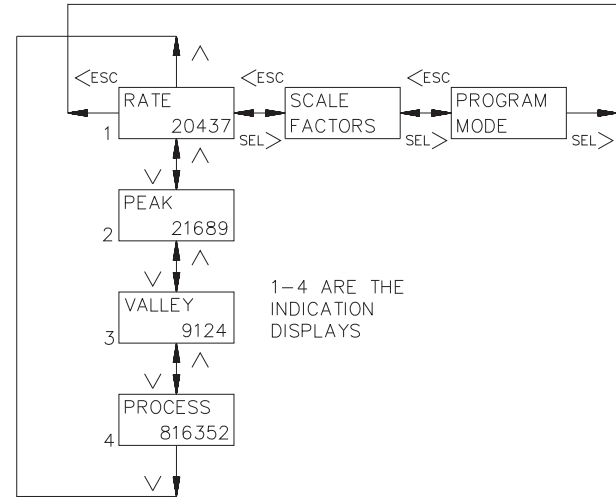 <ESC <ESC <ESC
RATE
20437
1
SCALE
FACTORS
PROGRAM
MODE
SEL> SEL> SEL>
PEAK
21689
2
VALLEY
9124
3
1-4 ARE THE
INDICATION
DISPLAYS
PROCESS
816352
4